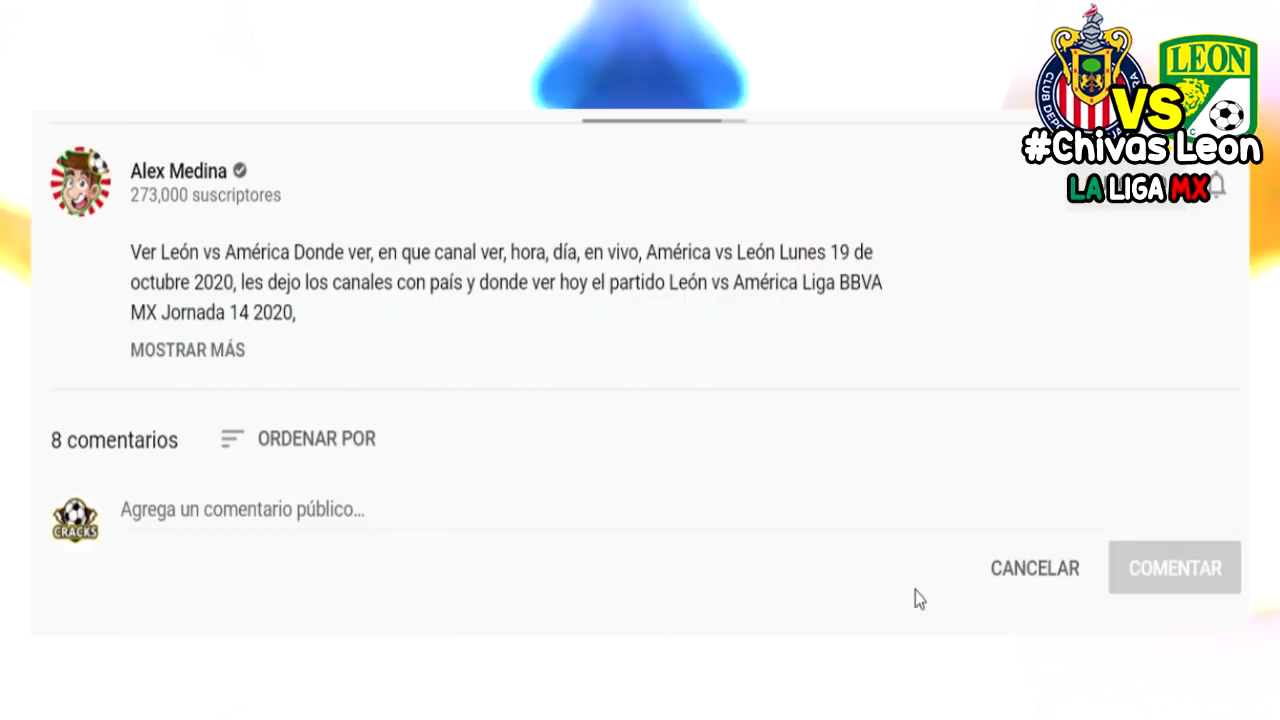 LEON
VS
#Chivas Leon
LA LIGA MX
Alex Medina
273,000 suscriptores
Ver León vs América Donde ver, en que canal ver, hora, día, en vivo, América vs León Lunes 19 de
octubre 2020, les dejo los canales con país y donde ver hoy el partido León vs América Liga BBVA
MX Jornada 14 2020,
MOSTRAR MÁS
8 comentarios
ORDENAR POR
CRACKS
Agrega un comentario público...
CANCELAR
COMENTAR